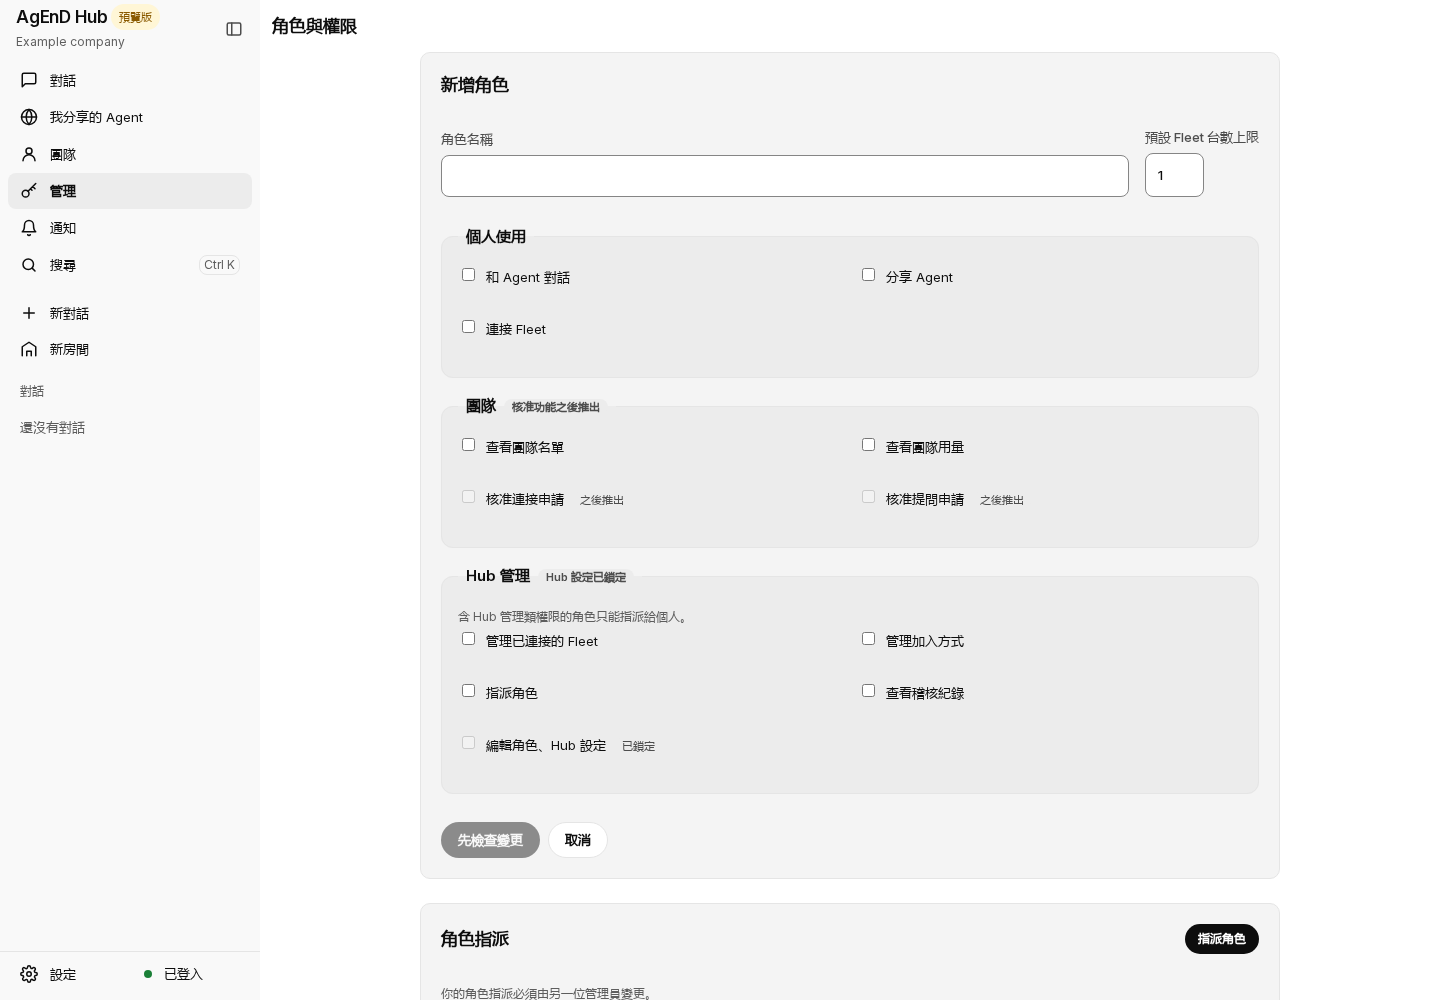 AgEnD Hub 預覽版
Example company
對話
我分享的 Agent
團隊
管理
通知
搜尋 Ctrl K
新對話
新房間
對話
還沒有對話
設定 已登入
角色與權限
新增角色
角色名稱 預設 Fleet 台數上限
1
個人使用
和 Agent 對話 分享 Agent
連接 Fleet
團隊 核准功能之後推出
查看團隊名單 查看團隊用量
核准連接申請 之後推出 核准提問申請 之後推出
Hub 管理 Hub 設定已鎖定
含 Hub 管理類權限的角色只能指派給個人。
管理已連接的 Fleet 管理加入方式
指派角色 查看稽核紀錄
編輯角色、Hub 設定 已鎖定
先檢查變更 取消
角色指派 指派角色
你的角色指派必須由另一位管理員變更。